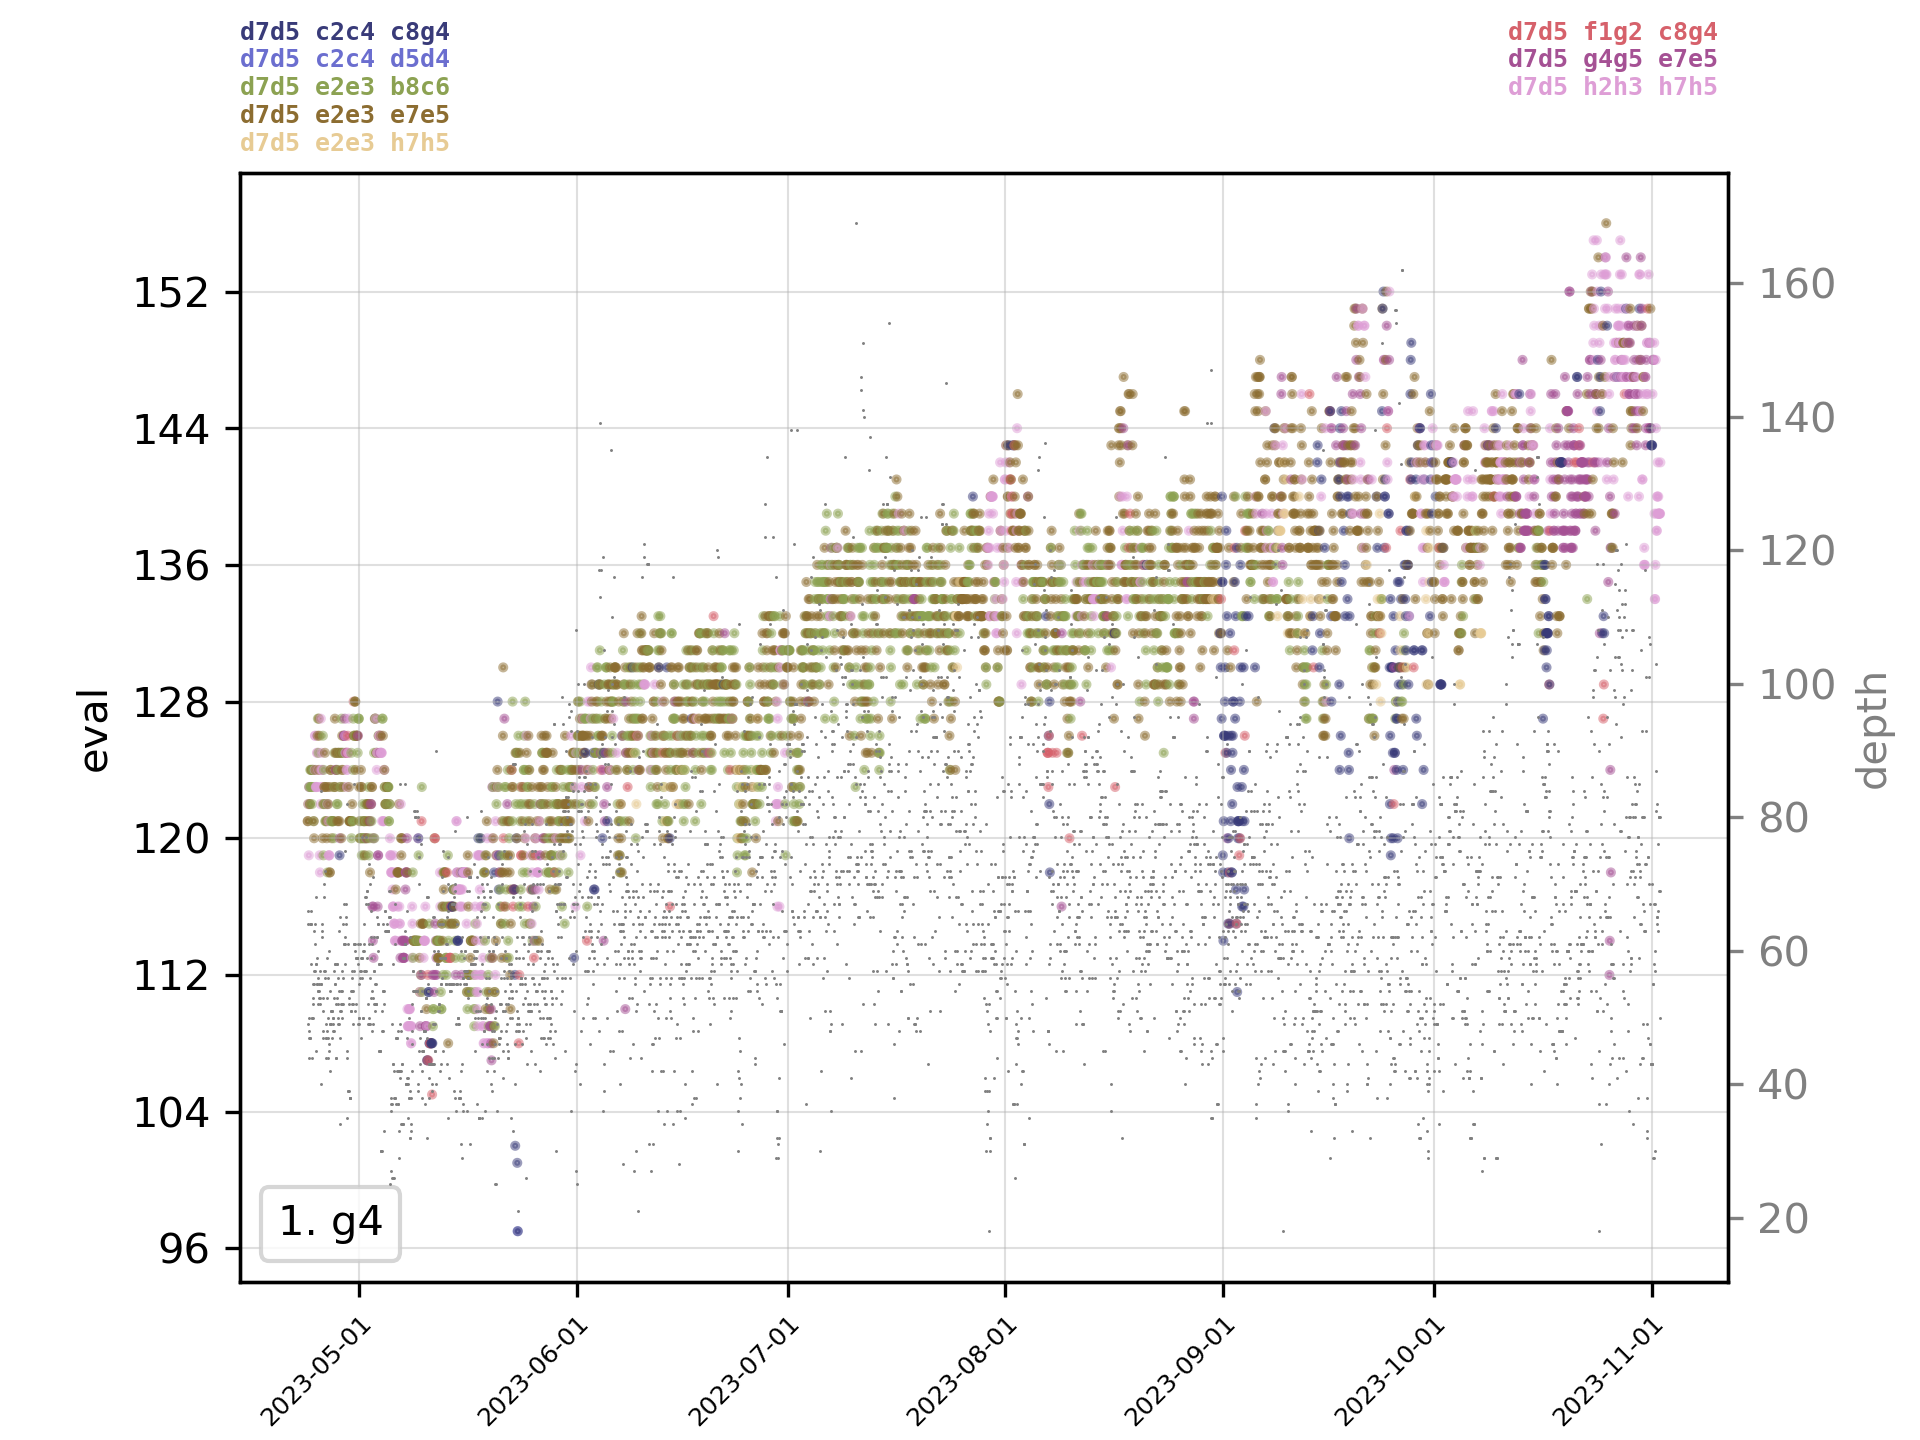 d7d5 c2c4 c8g4
d7d5 c2c4 d5d4
d7d5 e2e3 b8c6
d7d5 e2e3 e7e5
d7d5 e2e3 h7h5
d7d5 f1g2 c8g4
d7d5 g4g5 e7e5
d7d5 h2h3 h7h5
152
144
136
128
120
112
104
96
eval
160
140
120
100
80
60
40
20
depth
1. g4
2023-05-01
2023-06-01
2023-07-01
2023-08-01
2023-09-01
2023-10-01
2023-11-01